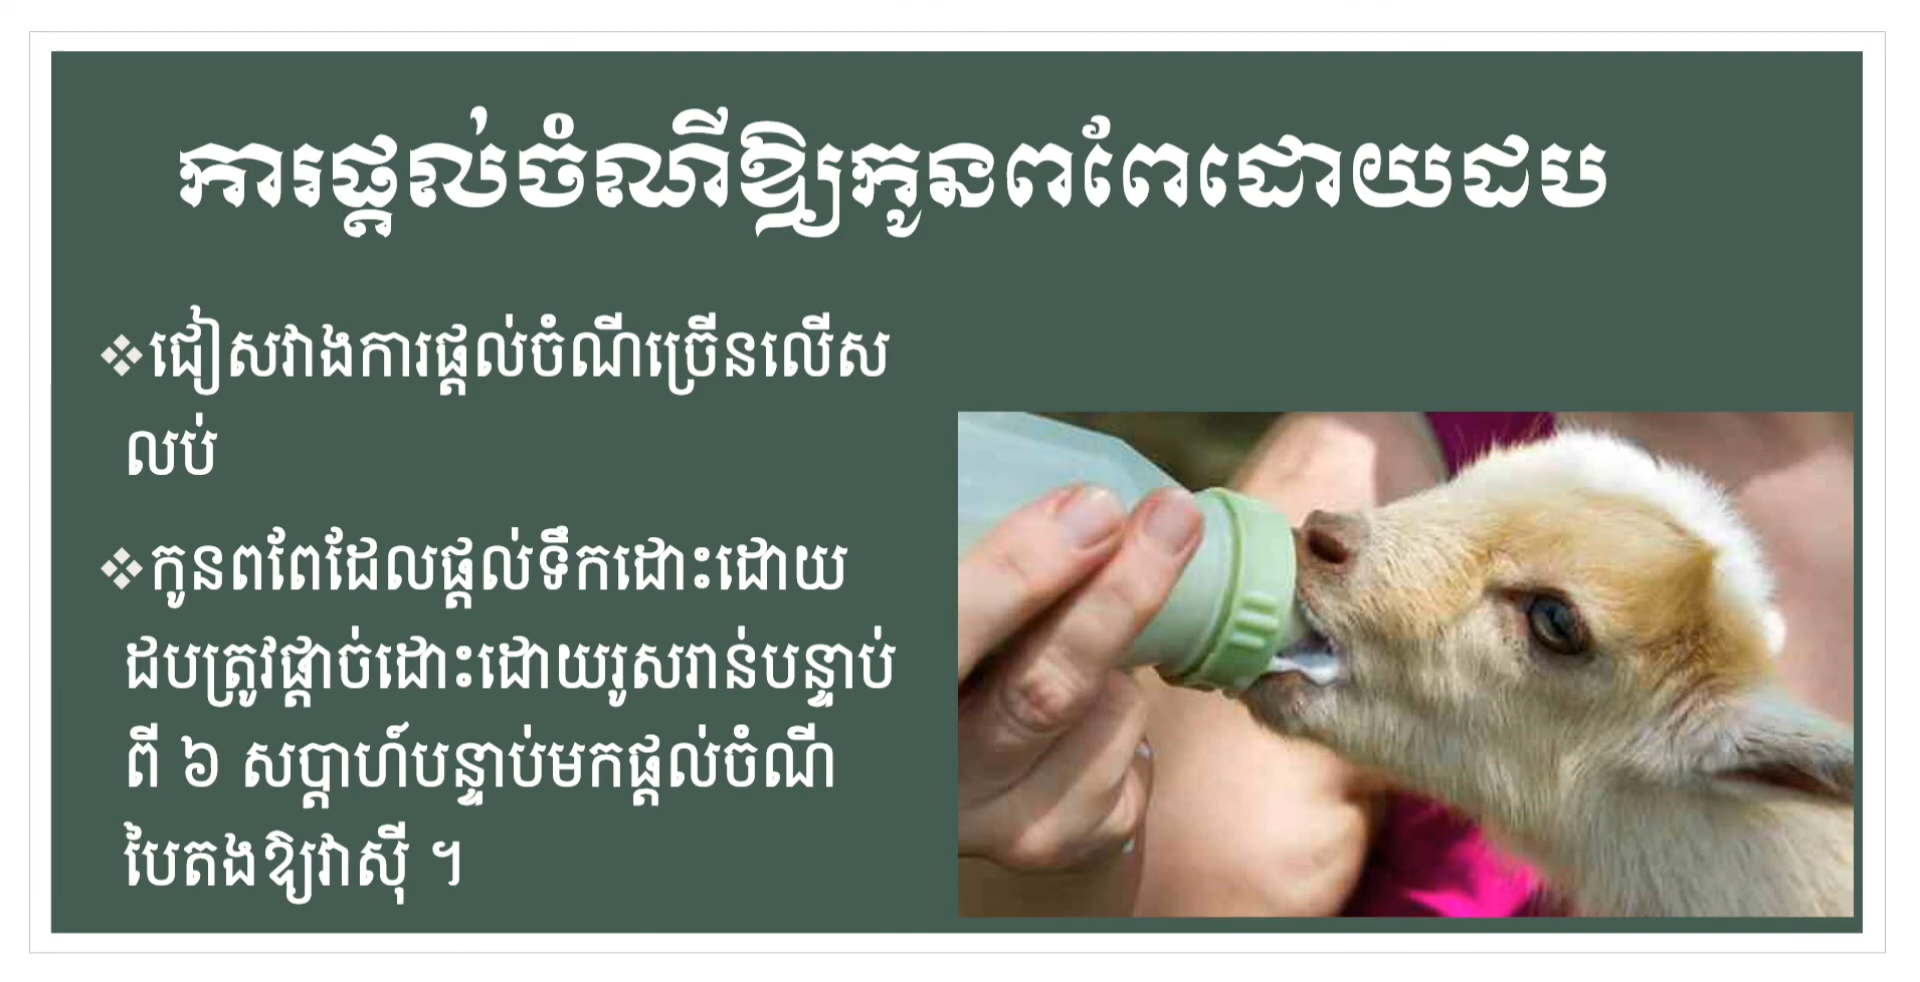 ការផ្តល់ចំណីឱ្យកូនពពែដោយដប
❖ជៀសវាងការផ្តល់ចំណីច្រើនលើស
លប់
❖កូនពពែដែលផ្តល់ទឹកដោះដោយ
ដបត្រូវផ្តាច់ដោះដោយរូសរាន់បន្ទាប់
ពី ៦ សប្តាហ៍បន្ទាប់មកផ្តល់ចំណី
បៃតងឱ្យវាស៊ី ។